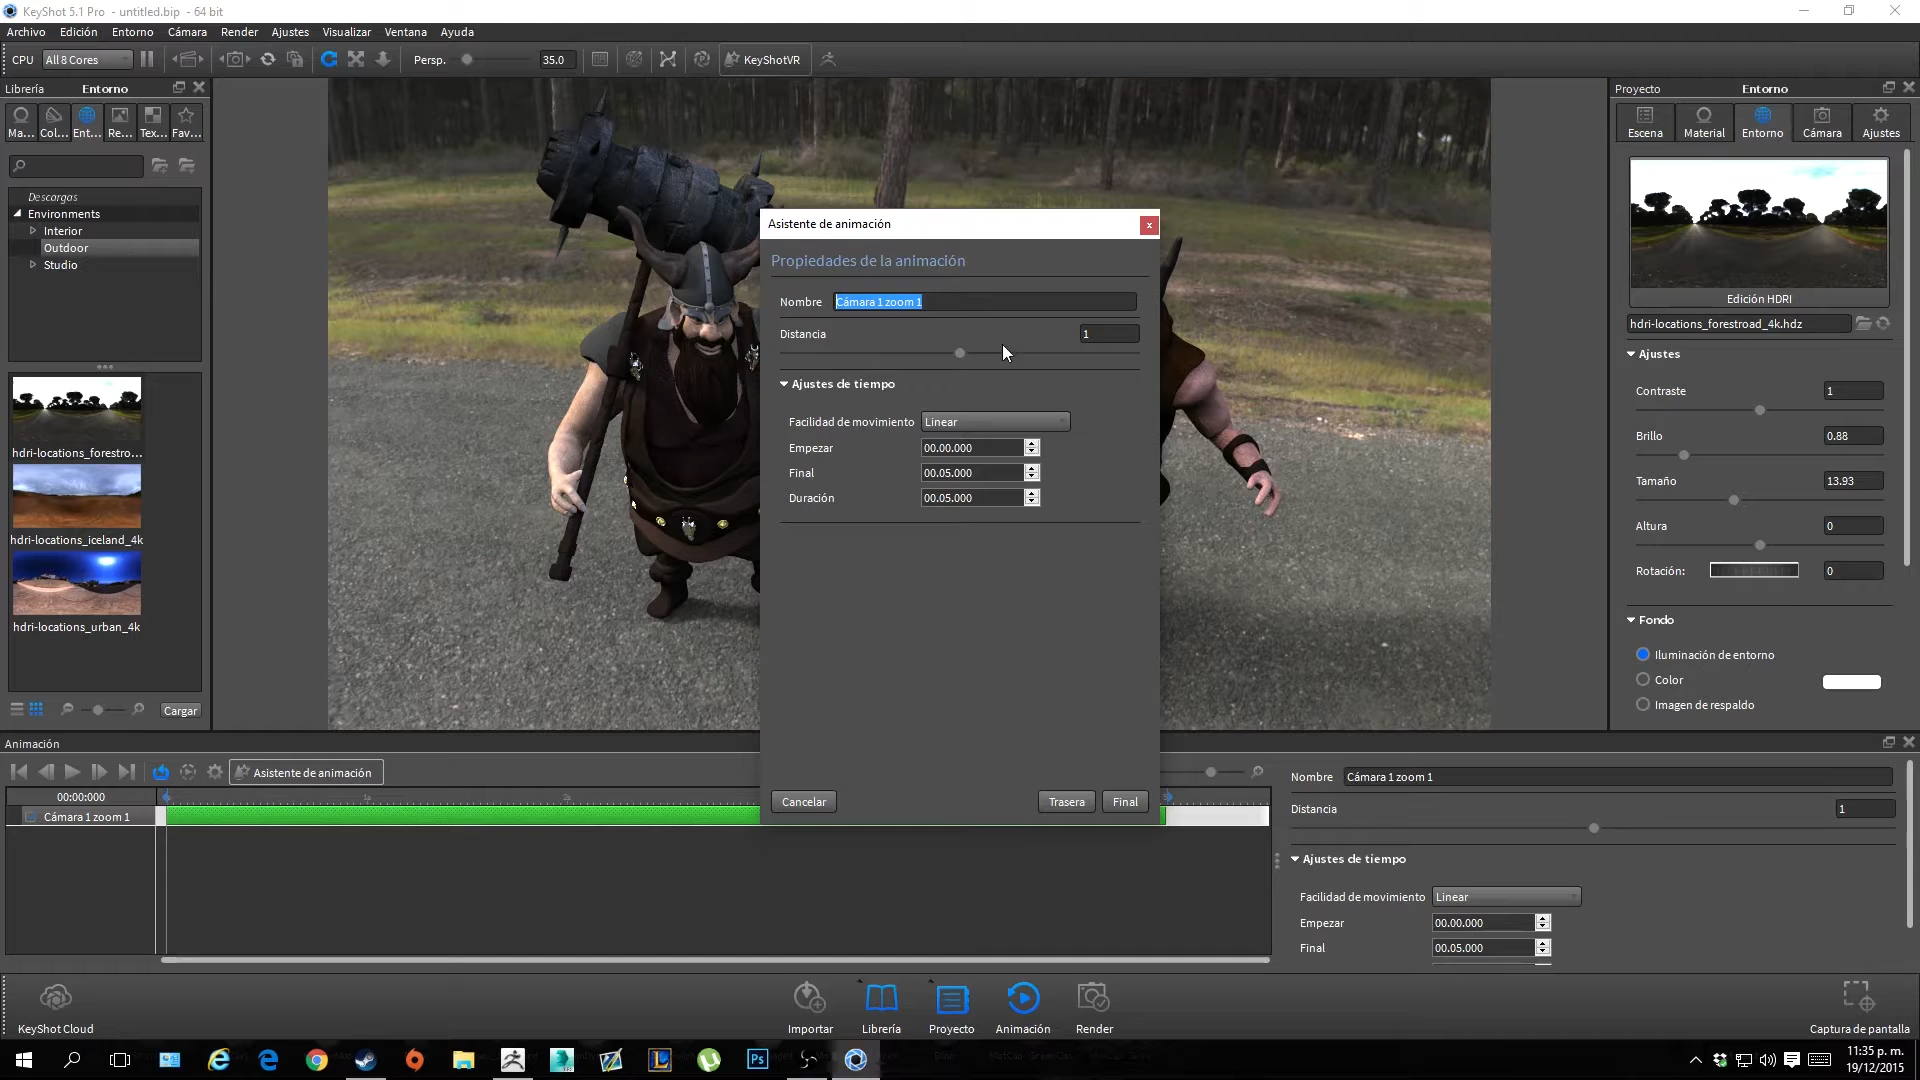 KeyShot 5.1 Pro - untitled.bip - 64 bit
Archivo Edición Entorno Cámara Render Ajustes Visualizar Ventana Ayuda
CPU All 8 Cores Persp. 35.0 KeyShotVR
Librería Entorno
Ma... Col... Ent... Re... Tex... Fav...
Descargas
Environments
Interior
Outdoor
Studio
hdri-locations_forestro...
hdri-locations_iceland_4k
hdri-locations_urban_4k
Cargar
Asistente de animación
x
Propiedades de la animación
Nombre Cámara 1 zoom 1
Distancia 1
Ajustes de tiempo
Facilidad de movimiento Linear
Empezar 00.00.000
Final 00.05.000
Duración 00.05.000
Cancelar Trasera Final
Proyecto Entorno
Escena Material Entorno Cámara Ajustes
Edición HDRI
hdri-locations_forestroad_4k.hdz
Ajustes
Contraste 1
Brillo 0.88
Tamaño 13.93
Altura 0
Rotación: 0
Fondo
Iluminación de entorno
Color
Imagen de respaldo
Animación
Asistente de animación
00:00:000 1s 2s
Cámara 1 zoom 1
Nombre Cámara 1 zoom 1
Distancia 1
Ajustes de tiempo
Facilidad de movimiento Linear
Empezar 00.00.000
Final 00.05.000
KeyShot Cloud Importar Librería Proyecto Animación Render Captura de pantalla
Ps
11:35 p. m.
19/12/2015